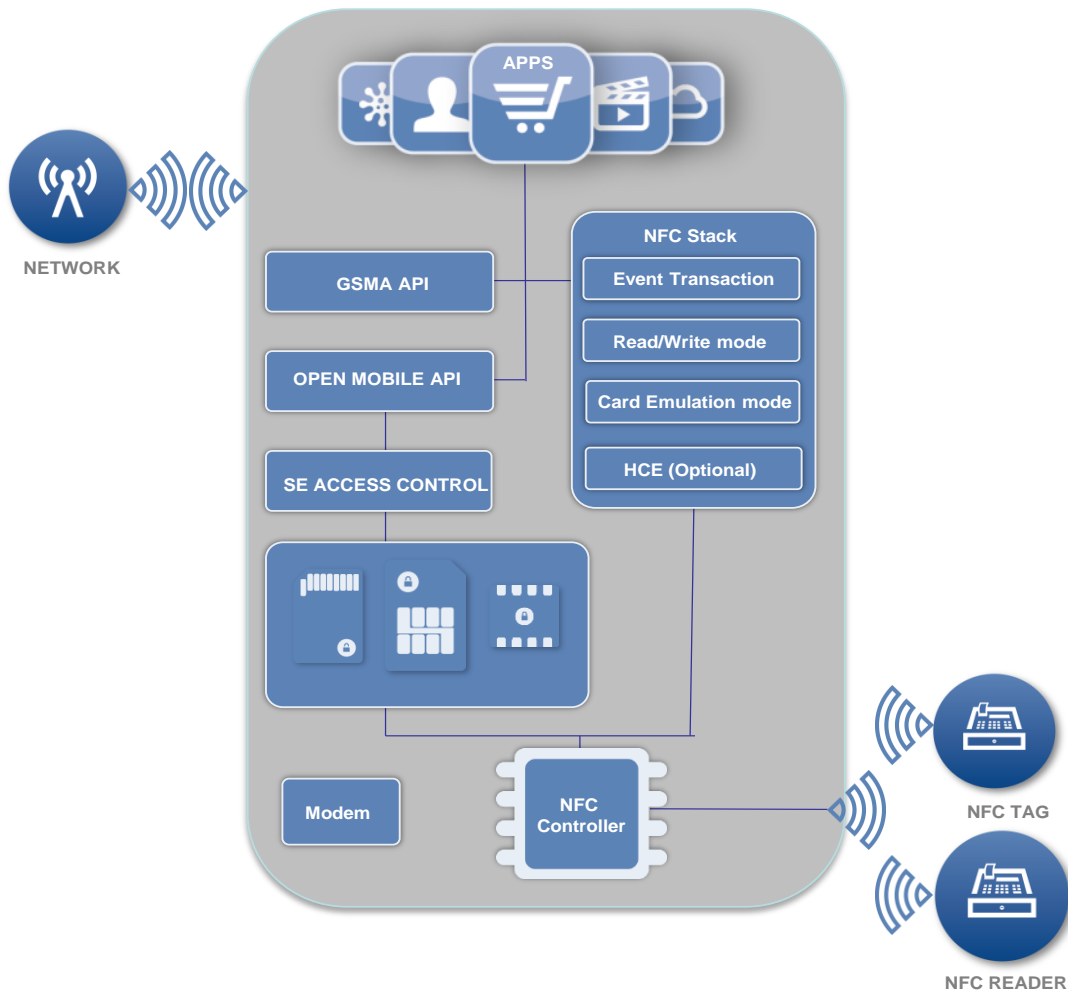 APPS
NETWORK
NFC Stack
GSMA API
Event Transaction
Read/Write mode
OPEN MOBILE API
Card Emulation mode
SE ACCESS CONTROL
HCE (Optional)
Modem
NFC
Controller
NFC TAG
NFC READER